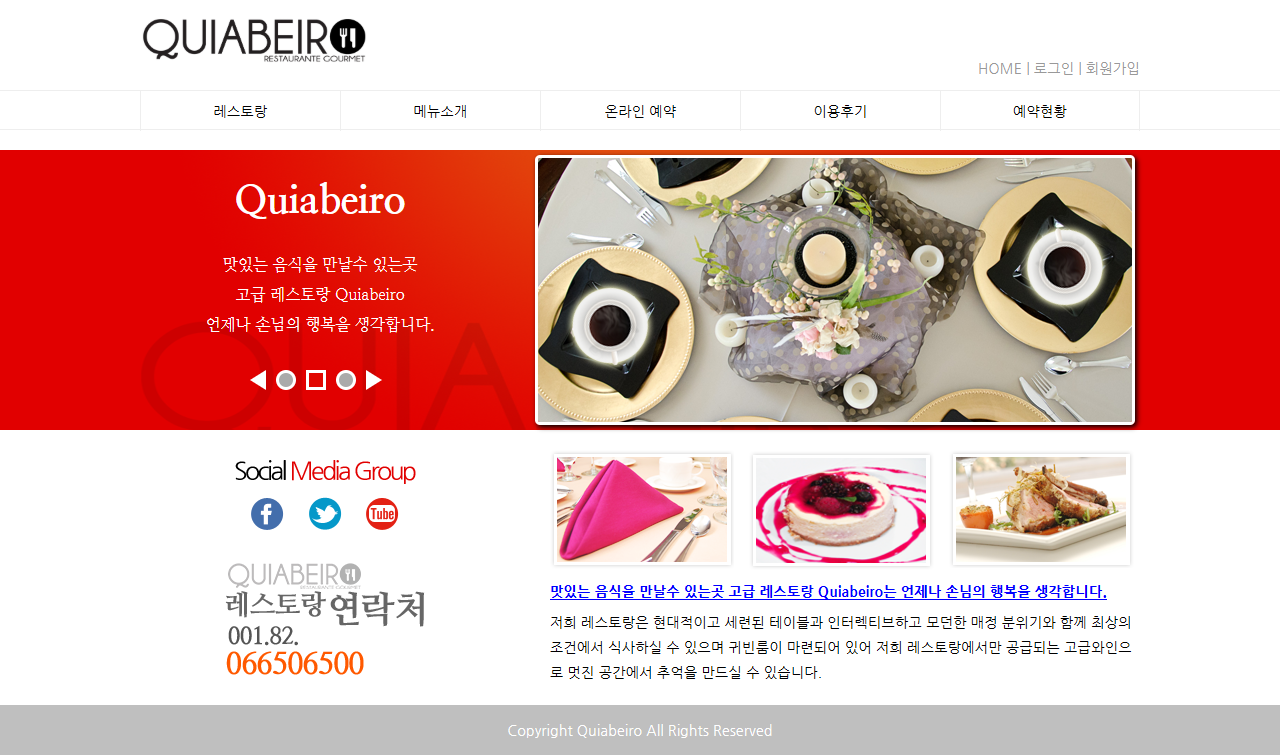 QUIABEIRO
RESTAURANTE GOURMET
HOME | 로그인 | 회원가입
레스토랑 메뉴소개 온라인 예약 이용후기 예약현황
Quiabeiro
맛있는 음식을 만날수 있는곳
고급 레스토랑 Quiabeiro
언제나 손님의 행복을 생각합니다.
QUIA
Social Media Group
f
Tube
QUIABEIRO
RESTAURANTE GOURMET
레스토랑 연락처
001.82.
066506500
맛있는 음식을 만날수 있는곳 고급 레스토랑 Quiabeiro는 언제나 손님의 행복을 생각합니다.
저희 레스토랑은 현대적이고 세련된 테이블과 인터렉티브하고 모던한 매정 분위기와 함께 최상의
조건에서 식사하실 수 있으며 귀빈룸이 마련되어 있어 저희 레스토랑에서만 공급되는 고급와인으
로 멋진 공간에서 추억을 만드실 수 있습니다.
Copyright Quiabeiro All Rights Reserved